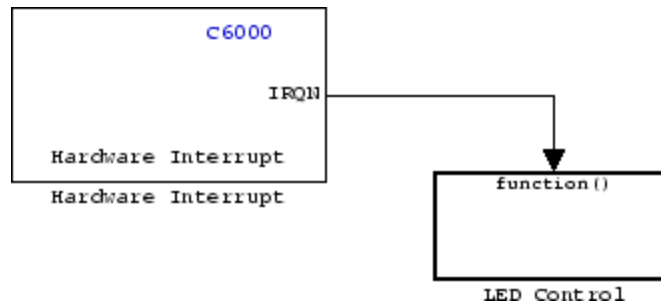 C6000
IRQN
Hardware Interrupt
Hardware Interrupt
function()
LED Control